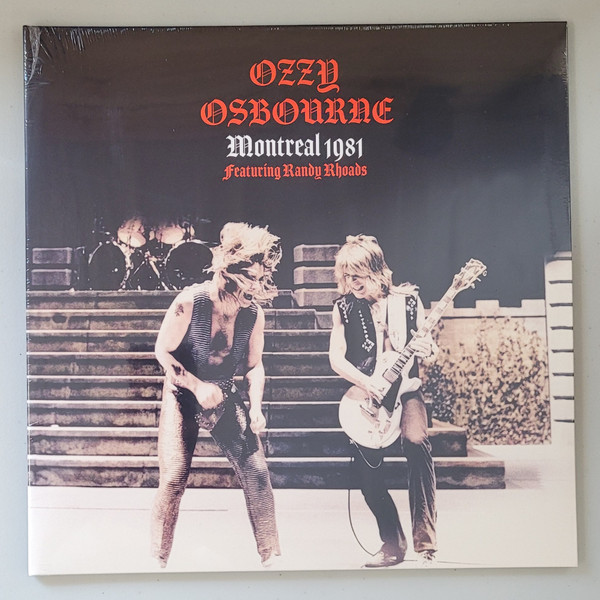 OZZY
OSBOURNE
Montreal 1981
Featuring Randy Rhoads